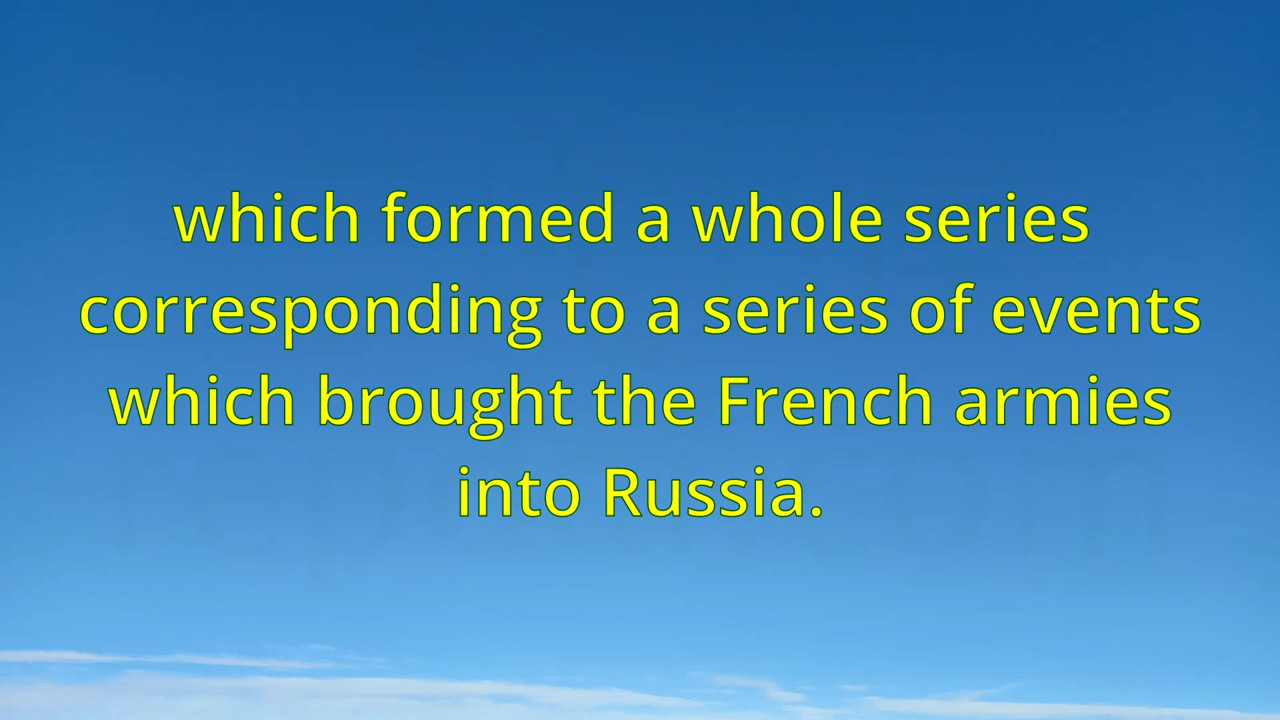 which formed a whole series
corresponding to a series of events
which brought the French armies
into Russia.